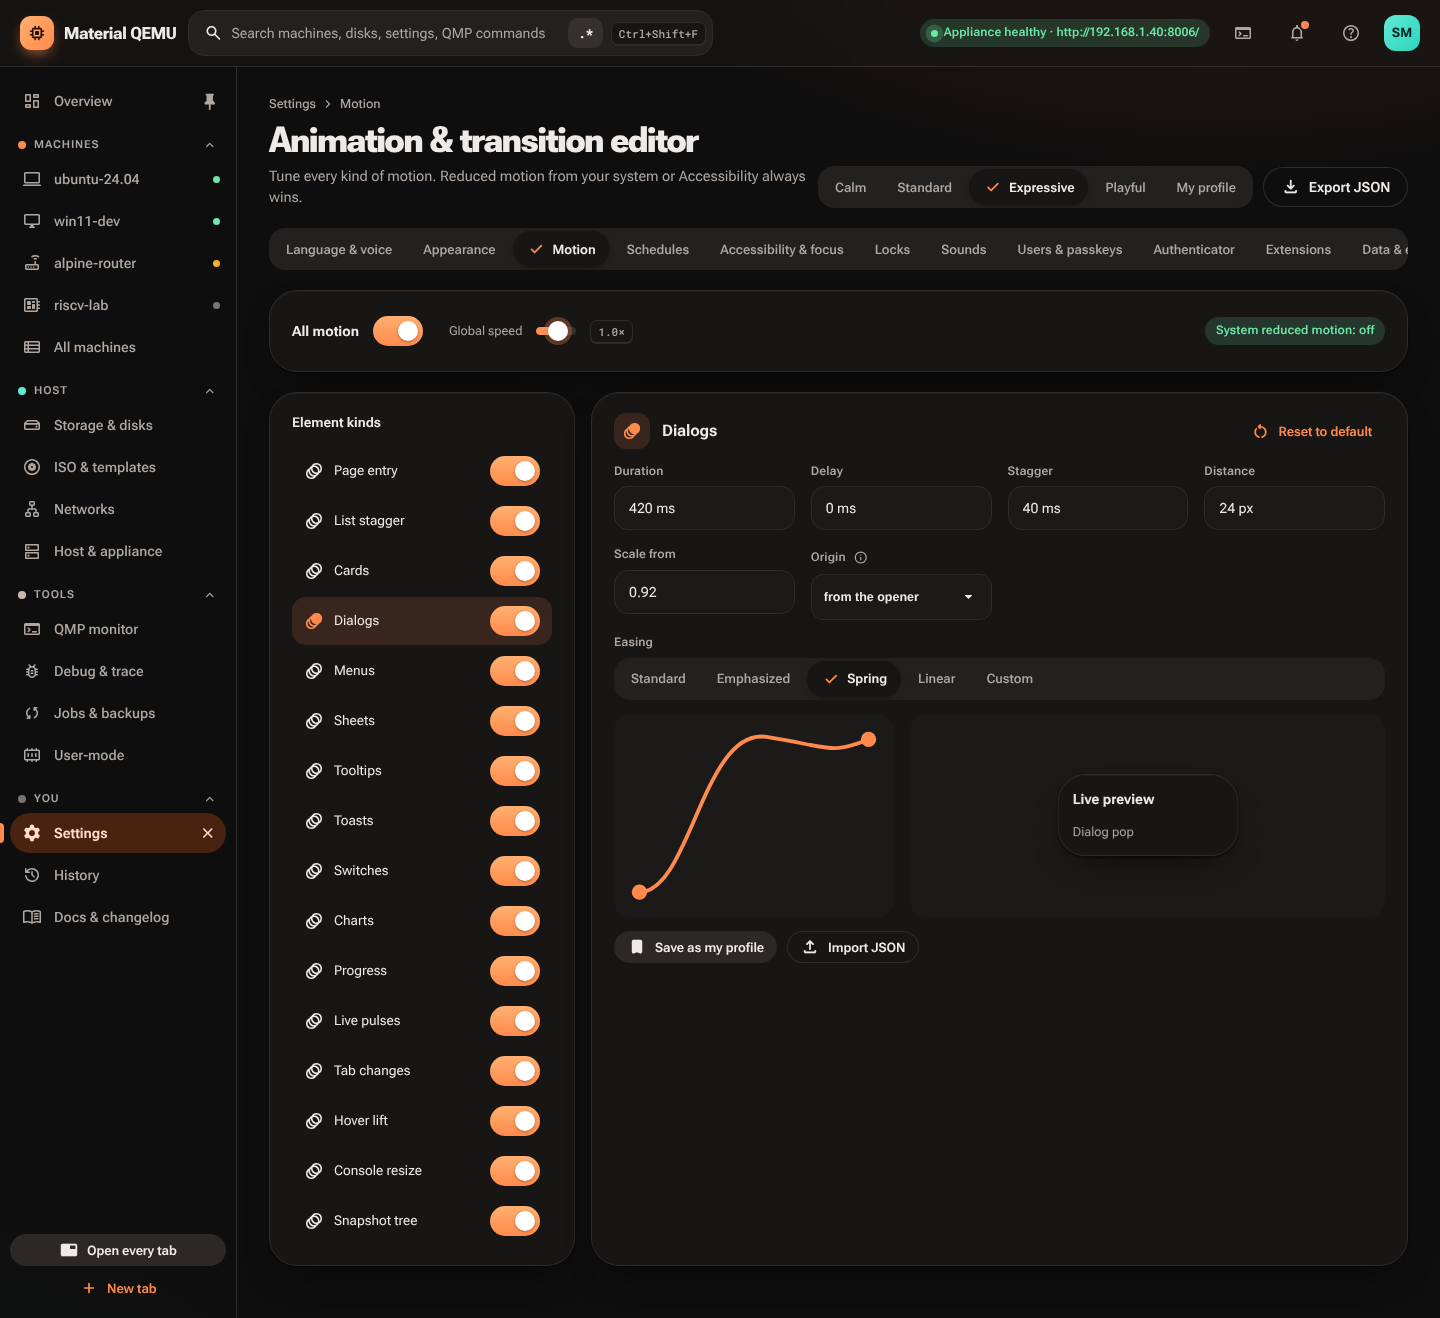 Material QEMU
Search machines, disks, settings, QMP commands
.*
Ctrl+Shift+F
Appliance healthy · http://192.168.1.40:8006/
SM
Overview
MACHINES
ubuntu-24.04
win11-dev
alpine-router
riscv-lab
All machines
HOST
Storage & disks
ISO & templates
Networks
Host & appliance
TOOLS
QMP monitor
Debug & trace
Jobs & backups
User-mode
YOU
Settings
History
Docs & changelog
Open every tab
New tab
Settings
Motion
Animation & transition editor
Tune every kind of motion. Reduced motion from your system or Accessibility always
wins.
Calm
Standard
Expressive
Playful
My profile
Export JSON
Language & voice
Appearance
Motion
Schedules
Accessibility & focus
Locks
Sounds
Users & passkeys
Authenticator
Extensions
Data &
All motion
Global speed
1.0×
System reduced motion: off
Element kinds
Page entry
List stagger
Cards
Dialogs
Menus
Sheets
Tooltips
Toasts
Switches
Charts
Progress
Live pulses
Tab changes
Hover lift
Console resize
Snapshot tree
Dialogs
Reset to default
Duration
Delay
Stagger
Distance
420 ms
0 ms
40 ms
24 px
Scale from
Origin
0.92
from the opener
Easing
Standard
Emphasized
Spring
Linear
Custom
Live preview
Dialog pop
Save as my profile
Import JSON